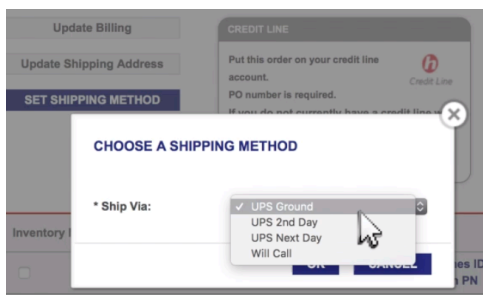 Update Billing
CREDIT LINE
Update Shipping Address
Put this order on your credit line
account.
Credit Line
PO number is required.
SET SHIPPING METHOD
If you do not currently have a credit line
CHOOSE A SHIPPING METHOD
* Ship Via:
✓ UPS Ground
UPS 2nd Day
UPS Next Day
Will Call
OK
CANCEL
Inventory
PN